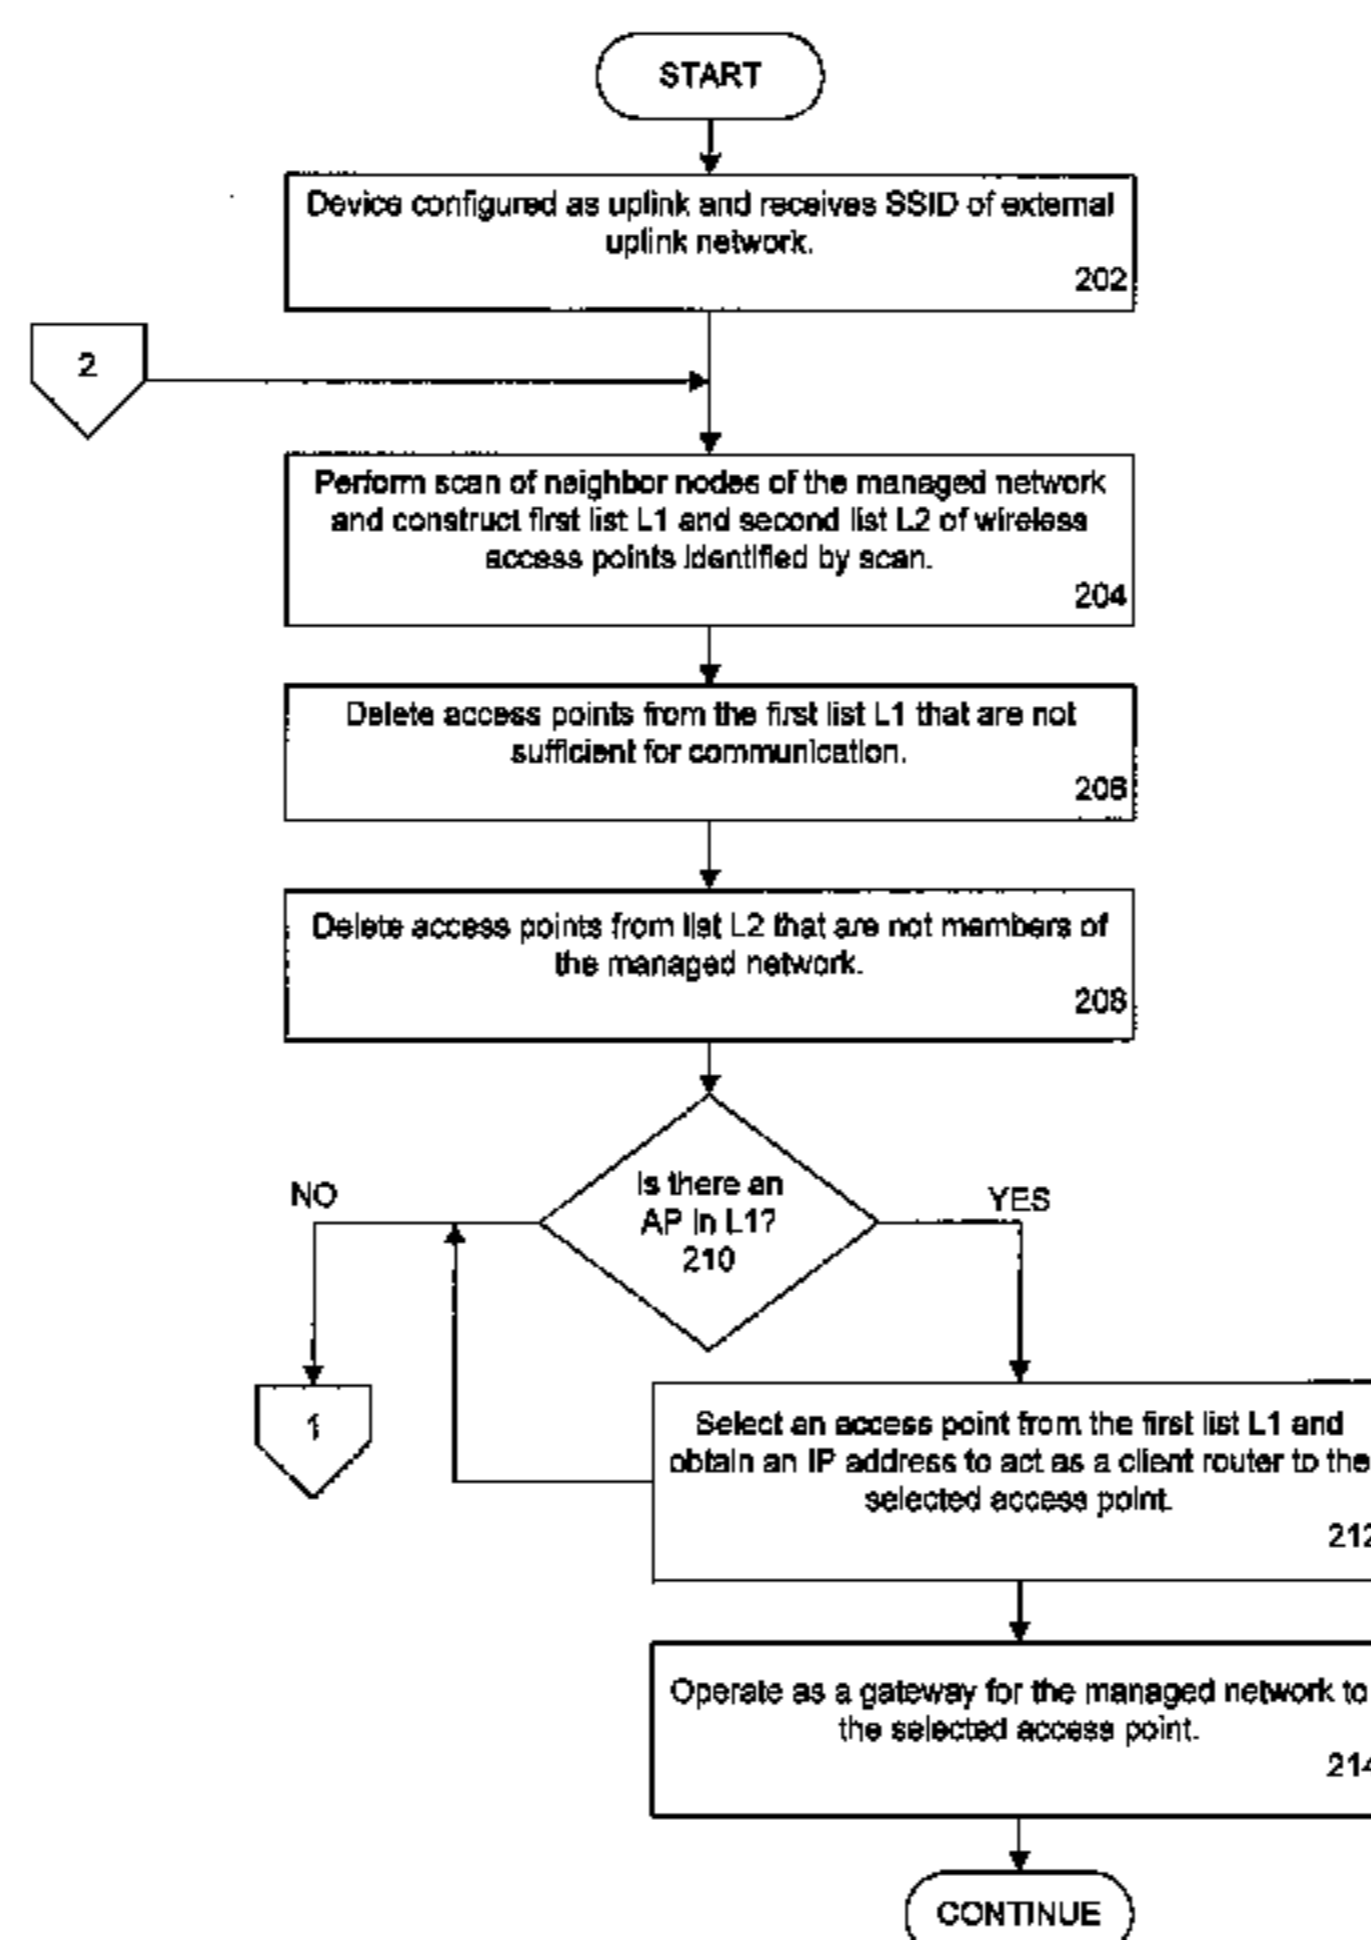 START
Device configured as uplink and receives SSID of external
uplink network.
202
2
Perform scan of neighbor nodes of the managed network
and construct first list L1 and second list L2 of wireless
access points identified by scan.
204
Delete access points from the first list L1 that are not
sufficient for communication.
206
Delete access points from list L2 that are not members of
the managed network.
208
NO
Is there an
AP in L1?
210
YES
1
Select an access point from the first list L1 and
obtain an IP address to act as a client router to the
selected access point.
212
Operate as a gateway for the managed network to
the selected access point.
214
CONTINUE